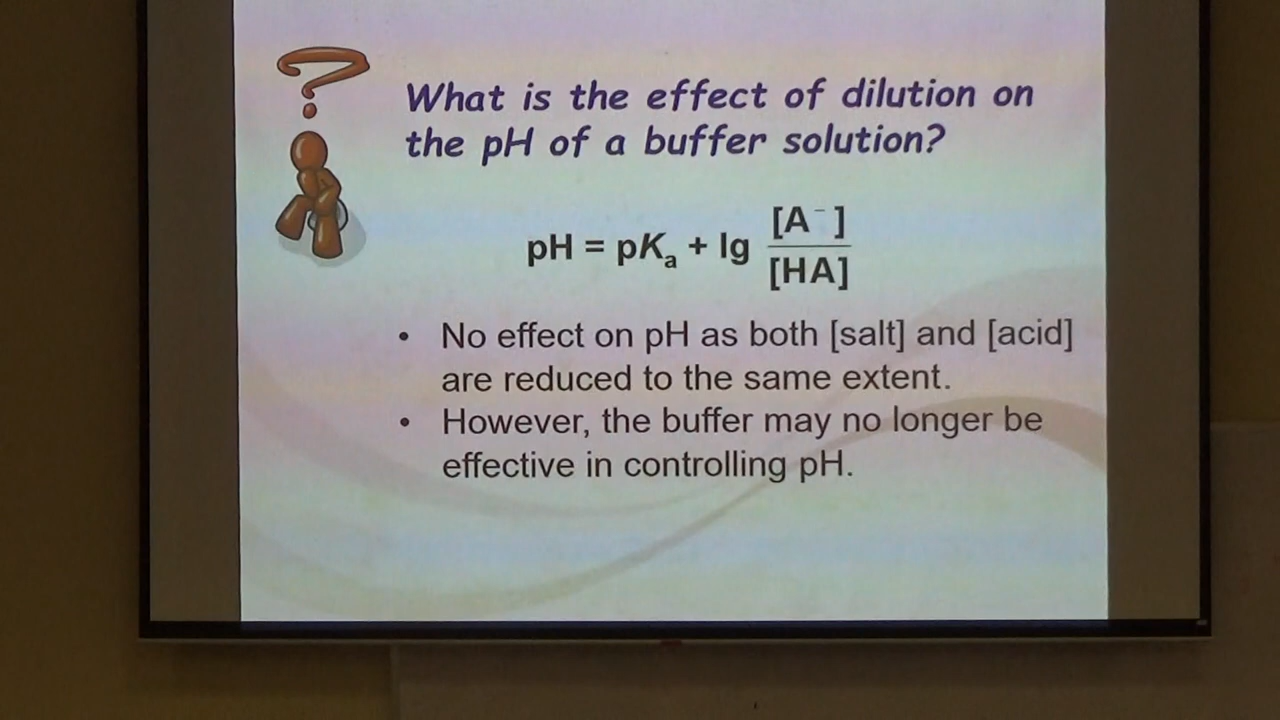 What is the effect of dilution on
the pH of a buffer solution?
pH = pKa + lg [A⁻] / [HA]
• No effect on pH as both [salt] and [acid]
are reduced to the same extent.
• However, the buffer may no longer be
effective in controlling pH.